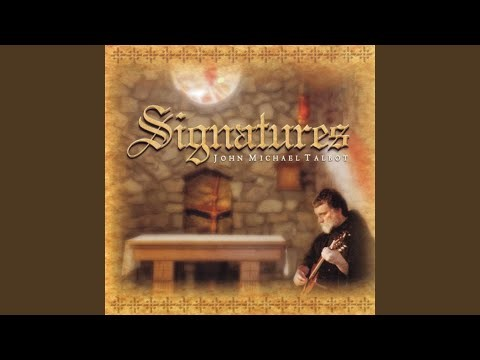 Signatures
JOHN MICHAEL TALBOT